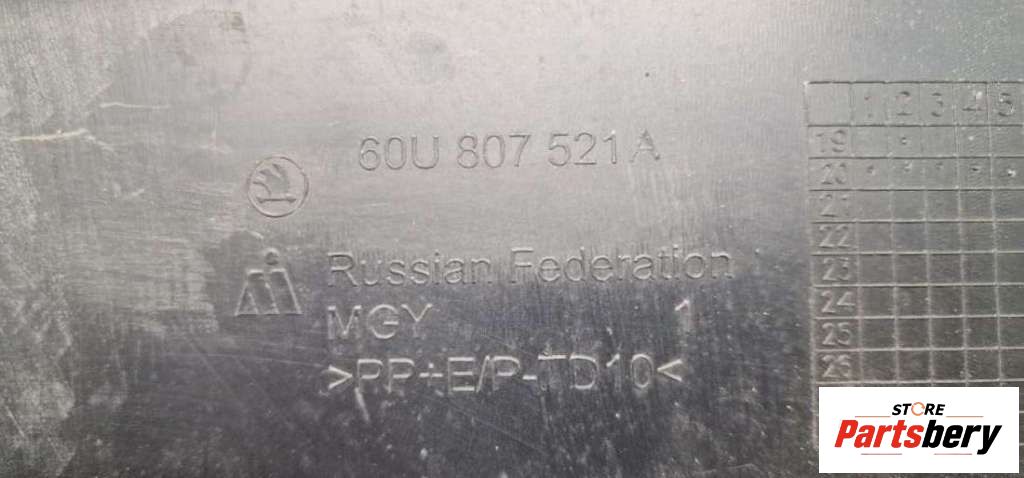 60U 807 521 A
Russian Federation
MGY 1
>PP+E/P-TD10<
1 2 3 4 5
19
20
21
22
23
24
25
26
STORE
Partsbery